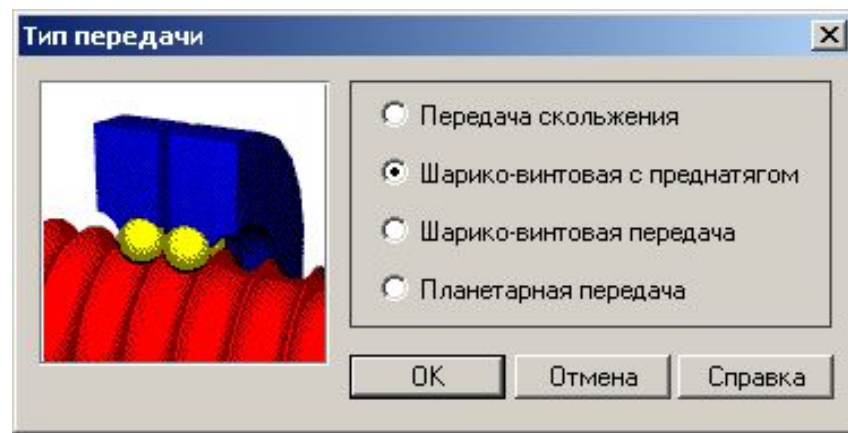 Тип передачи
Передача скольжения
Шарико-винтовая с преднатягом
Шарико-винтовая передача
Планетарная передача
OK
Отмена
Справка